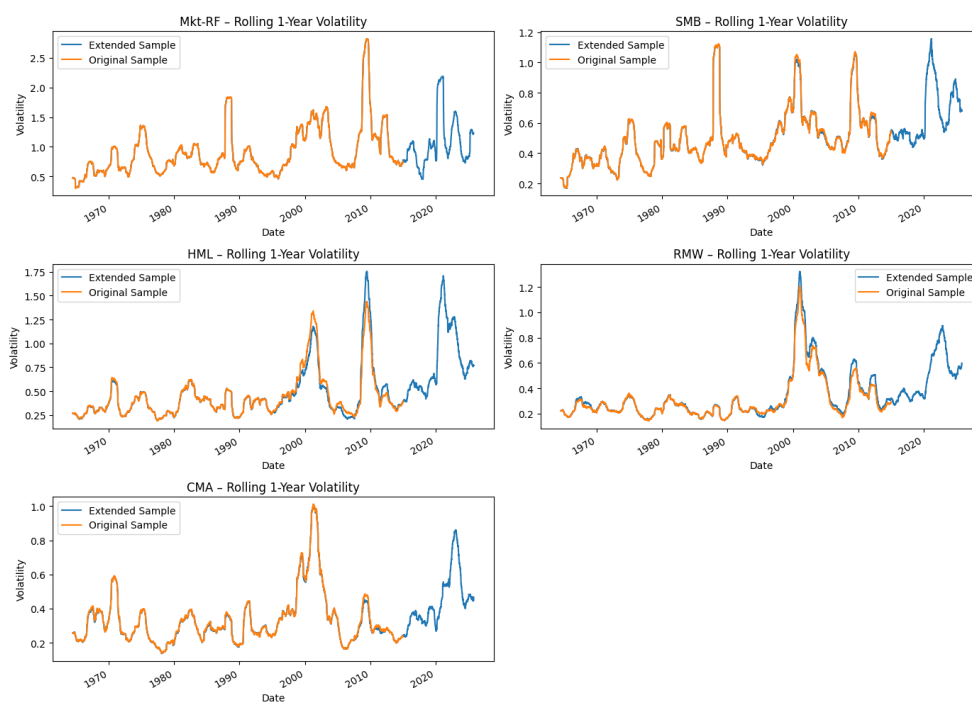 Mkt-RF – Rolling 1-Year Volatility
Extended Sample
Original Sample
Volatility
2.5
2.0
1.5
1.0
0.5
1970
1980
1990
2000
2010
2020
Date
SMB – Rolling 1-Year Volatility
Extended Sample
Original Sample
Volatility
1.2
1.0
0.8
0.6
0.4
0.2
1970
1980
1990
2000
2010
2020
Date
HML – Rolling 1-Year Volatility
Extended Sample
Original Sample
Volatility
1.75
1.50
1.25
1.00
0.75
0.50
0.25
1970
1980
1990
2000
2010
2020
Date
RMW – Rolling 1-Year Volatility
Extended Sample
Original Sample
Volatility
1.2
1.0
0.8
0.6
0.4
0.2
1970
1980
1990
2000
2010
2020
Date
CMA – Rolling 1-Year Volatility
Extended Sample
Original Sample
Volatility
1.0
0.8
0.6
0.4
0.2
1970
1980
1990
2000
2010
2020
Date